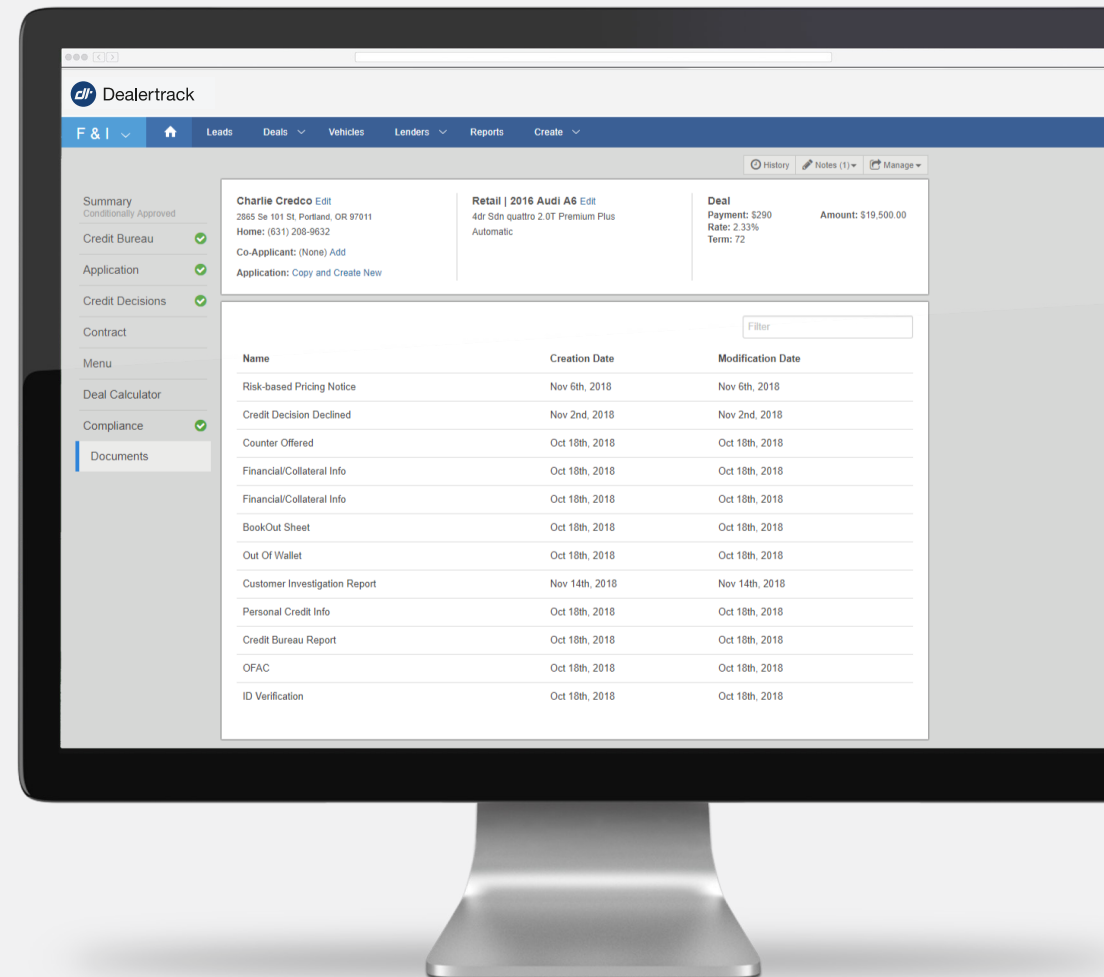 dt Dealertrack
F & I Leads Deals Vehicles Lenders Reports Create
History Notes (1) Manage
Summary
Conditionally Approved
Credit Bureau
Application
Credit Decisions
Contract
Menu
Deal Calculator
Compliance
Documents
Charlie Credco Edit
2865 Se 101 St, Portland, OR 97011
Home: (631) 208-9632
Co-Applicant: (None) Add
Application: Copy and Create New
Retail | 2016 Audi A6 Edit
4dr Sdn quattro 2.0T Premium Plus
Automatic
Deal
Payment: $290 Amount: $19,500.00
Rate: 2.33%
Term: 72
Filter
Name Creation Date Modification Date
Risk-based Pricing Notice Nov 6th, 2018 Nov 6th, 2018
Credit Decision Declined Nov 2nd, 2018 Nov 2nd, 2018
Counter Offered Oct 18th, 2018 Oct 18th, 2018
Financial/Collateral Info Oct 18th, 2018 Oct 18th, 2018
Financial/Collateral Info Oct 18th, 2018 Oct 18th, 2018
BookOut Sheet Oct 18th, 2018 Oct 18th, 2018
Out Of Wallet Oct 18th, 2018 Oct 18th, 2018
Customer Investigation Report Nov 14th, 2018 Nov 14th, 2018
Personal Credit Info Oct 18th, 2018 Oct 18th, 2018
Credit Bureau Report Oct 18th, 2018 Oct 18th, 2018
OFAC Oct 18th, 2018 Oct 18th, 2018
ID Verification Oct 18th, 2018 Oct 18th, 2018